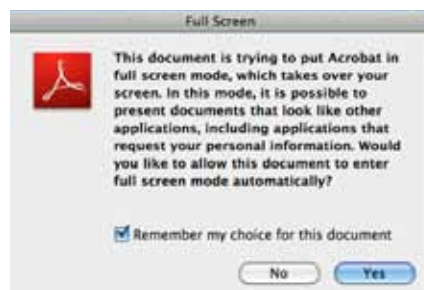 Full Screen
This document is trying to put Acrobat in
full screen mode, which takes over your
screen. In this mode, it is possible to
present documents that look like other
applications, including applications that
request your personal information. Would
you like to allow this document to enter
full screen mode automatically?
Remember my choice for this document
No Yes